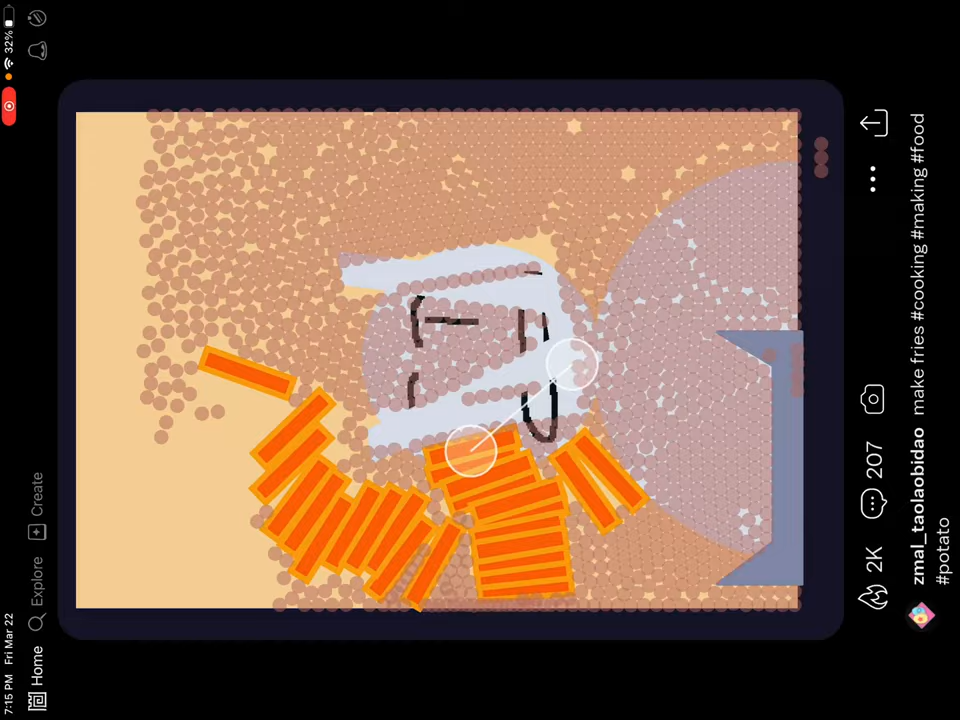 7:15 PM Fri Mar 22
32%
Home
Explore
Create
2K
207
zmal_taolaobidao make fries #cooking #making #food
#potato